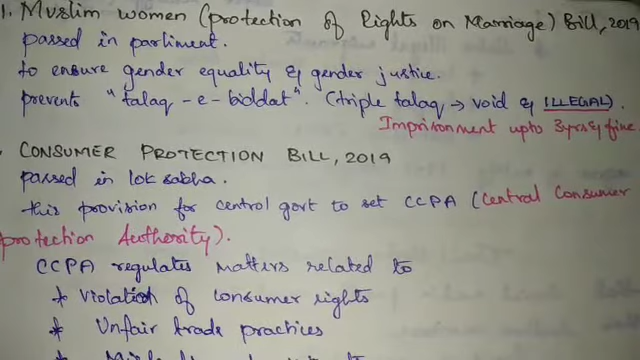 1. Muslim women (protection of Rights on Marriage) Bill, 2019
passed in parliment.
to ensure gender equality & gender justice.
prevents "talaq-e-biddat". (triple talaq → void & ILLEGAL).
Imprisonment upto 3yrs & fine
CONSUMER PROTECTION BILL, 2019
passed in lok sabha.
this provision for central govt to set CCPA (Central Consumer
protection Authority).
CCPA regulates matters related to
* violation of consumer rights
* Unfair trade practices